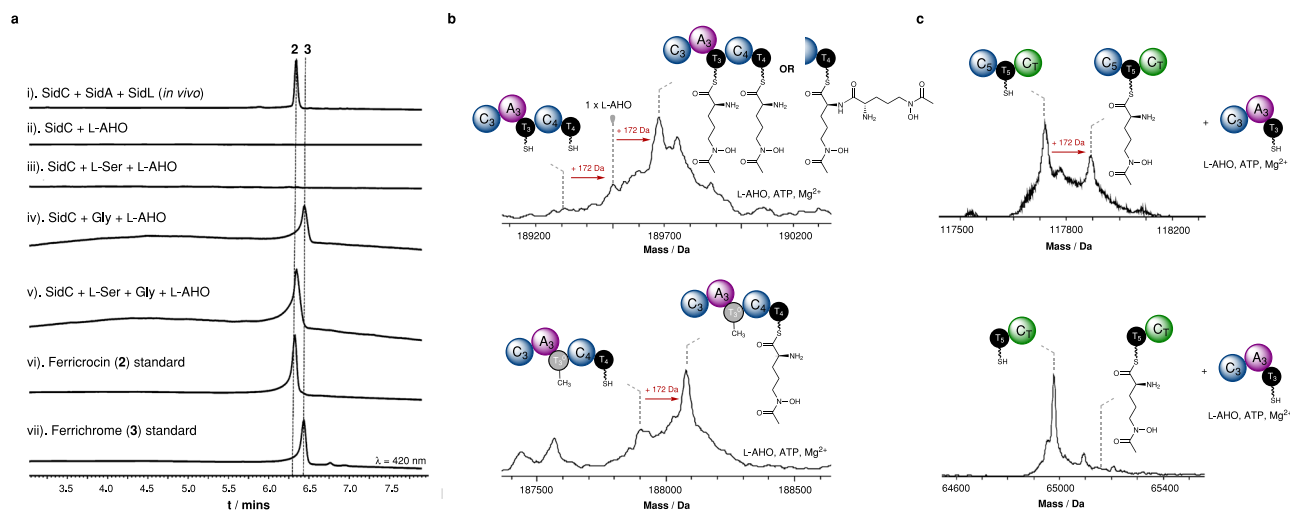 a
2 3
i). SidC + SidA + SidL (in vivo)
ii). SidC + L-AHO
iii). SidC + L-Ser + L-AHO
iv). SidC + Gly + L-AHO
v). SidC + L-Ser + Gly + L-AHO
vi). Ferricrocin (2) standard
vii). Ferrichrome (3) standard
λ = 420 nm
3.5 4.0 4.5 5.0 5.5 6.0 6.5 7.0 7.5
t / mins
b
C3 A3 T3 C4 T4
OR
T4
S S S
O NH2 O NH2 O N H O NH2 N OH O
N OH O N OH O N OH O
C3 A3 T3 C4 T4
SH SH
1 x L-AHO
+ 172 Da
+ 172 Da
L-AHO, ATP, Mg2+
189200 189700 190200
Mass / Da
C3 A3 T3 C4 T4
CH3
S
O NH2
N OH
O
C3 A3 T3 C4 T4
CH3 SH
+ 172 Da
L-AHO, ATP, Mg2+
187500 188000 188500
Mass / Da
c
C5 T5 CT
SH
C5 T5 CT
S
O NH2
N OH
O
+ 172 Da
+
C3 A3 T3
SH
L-AHO, ATP, Mg2+
117500 117800 118200
Mass / Da
T5 CT
SH
T5 CT
S
O NH2
N OH
O
+
C3 A3 T3
SH
L-AHO, ATP, Mg2+
64600 65000 65400
Mass / Da